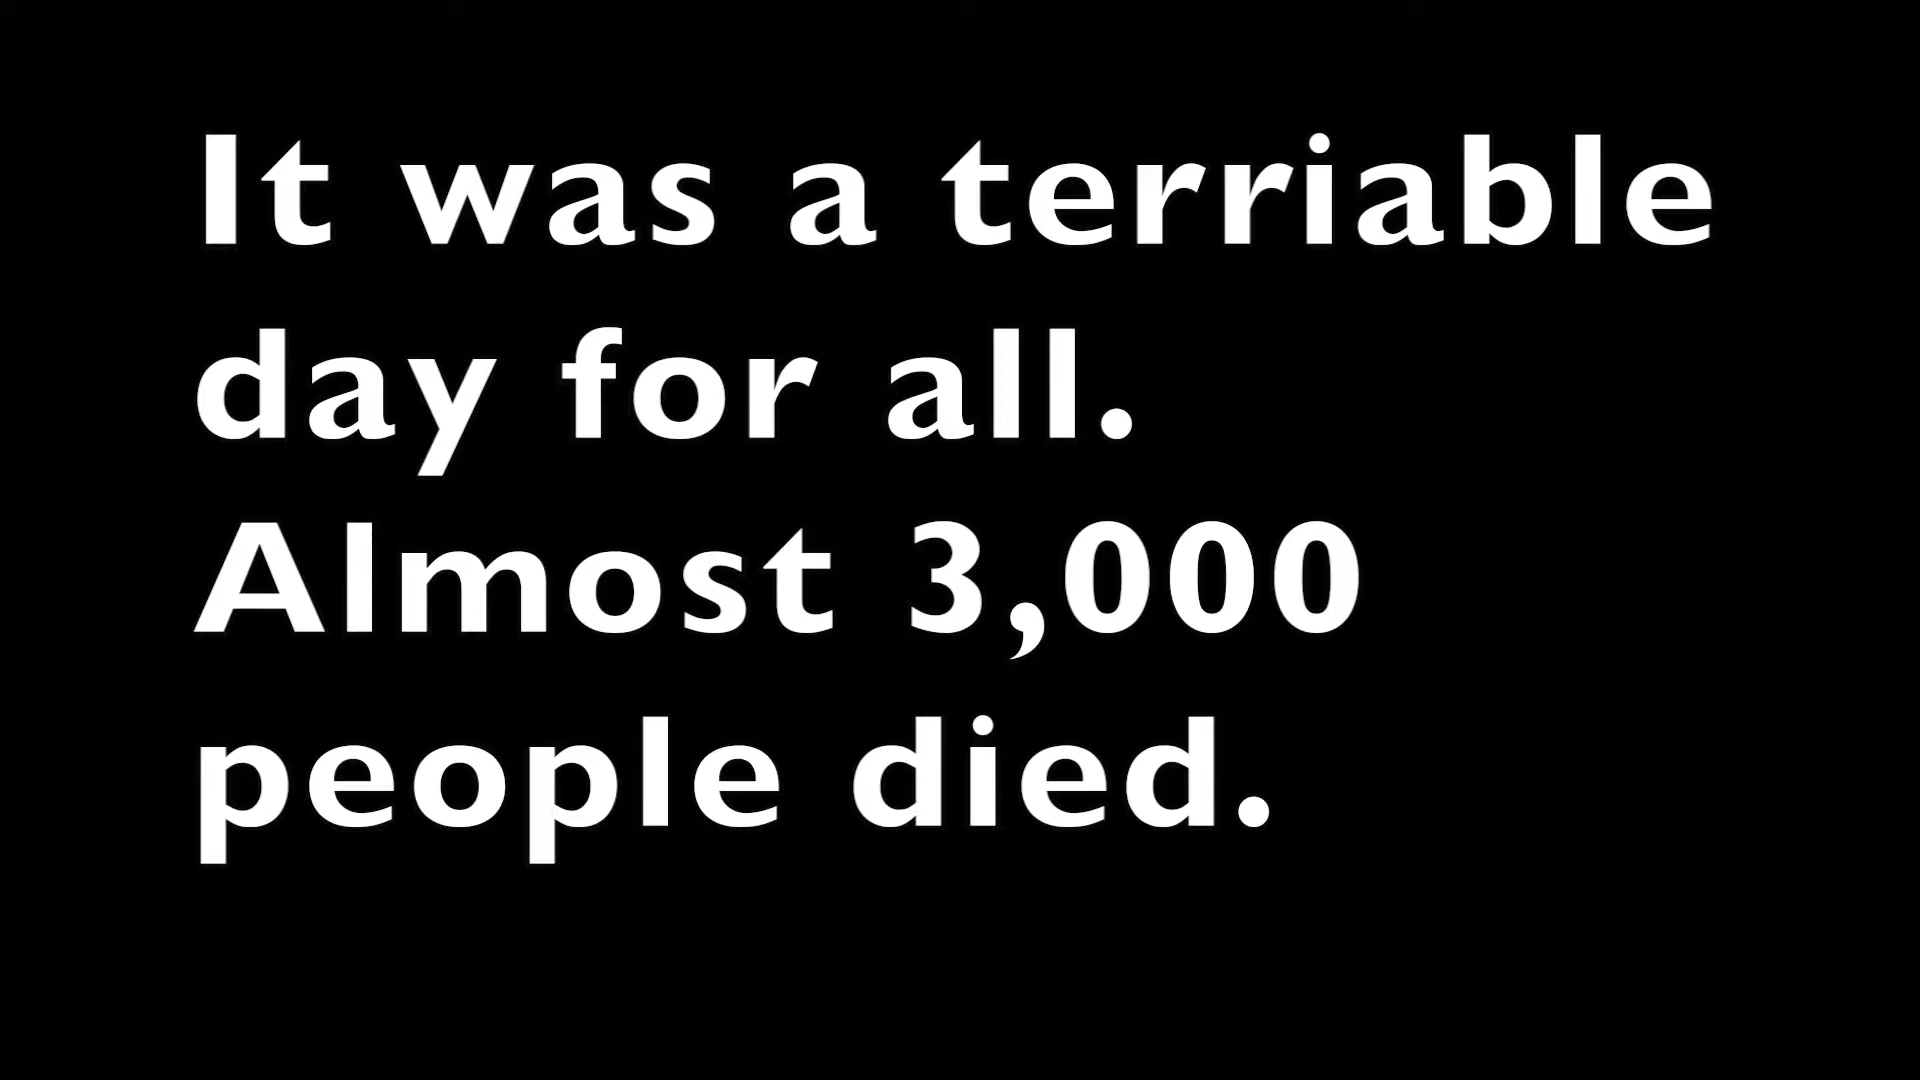 It was a terriable
day for all.
Almost 3,000
people died.